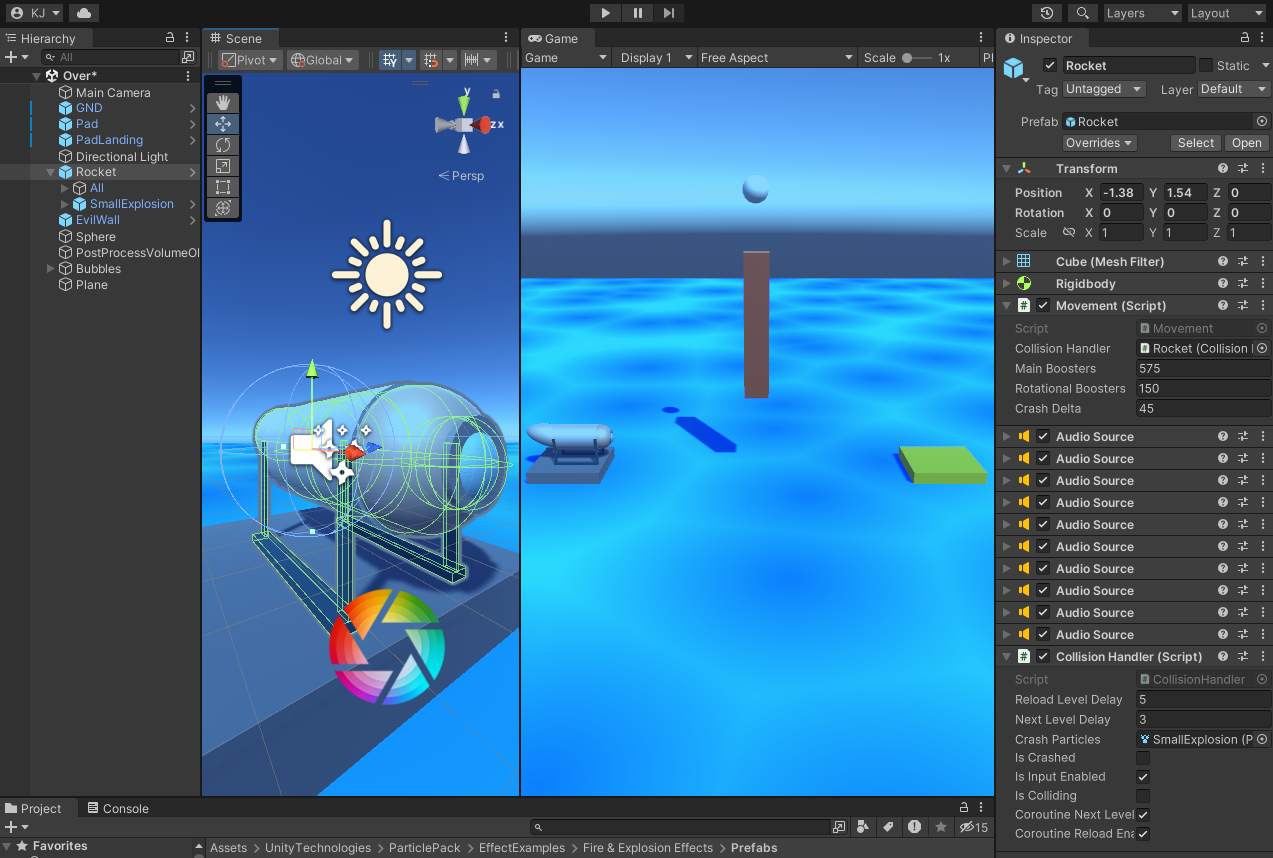 KJ
Layers
Layout
Hierarchy
All
Over*
Main Camera
GND
Pad
PadLanding
Directional Light
Rocket
All
SmallExplosion
EvilWall
Sphere
PostProcessVolumeOl
Bubbles
Plane
Scene
Pivot
Global
y
z x
Persp
Game
Game
Display 1
Free Aspect
Scale
1x
Pl
Inspector
Rocket
Static
Tag
Untagged
Layer
Default
Prefab
Rocket
Overrides
Select
Open
Transform
Position X -1.38 Y 1.54 Z 0
Rotation X 0 Y 0 Z 0
Scale X 1 Y 1 Z 1
Cube (Mesh Filter)
Rigidbody
# Movement (Script)
Script # Movement
Collision Handler # Rocket (Collision
Main Boosters 575
Rotational Boosters 150
Crash Delta 45
Audio Source
Audio Source
Audio Source
Audio Source
Audio Source
Audio Source
Audio Source
Audio Source
Audio Source
Audio Source
# Collision Handler (Script)
Script # CollisionHandler
Reload Level Delay 5
Next Level Delay 3
Crash Particles SmallExplosion (P
Is Crashed
Is Input Enabled
Is Colliding
Coroutine Next Level
Coroutine Reload Ena
Project
Console
15
Favorites
Assets > UnityTechnologies > ParticlePack > EffectExamples > Fire & Explosion Effects > Prefabs